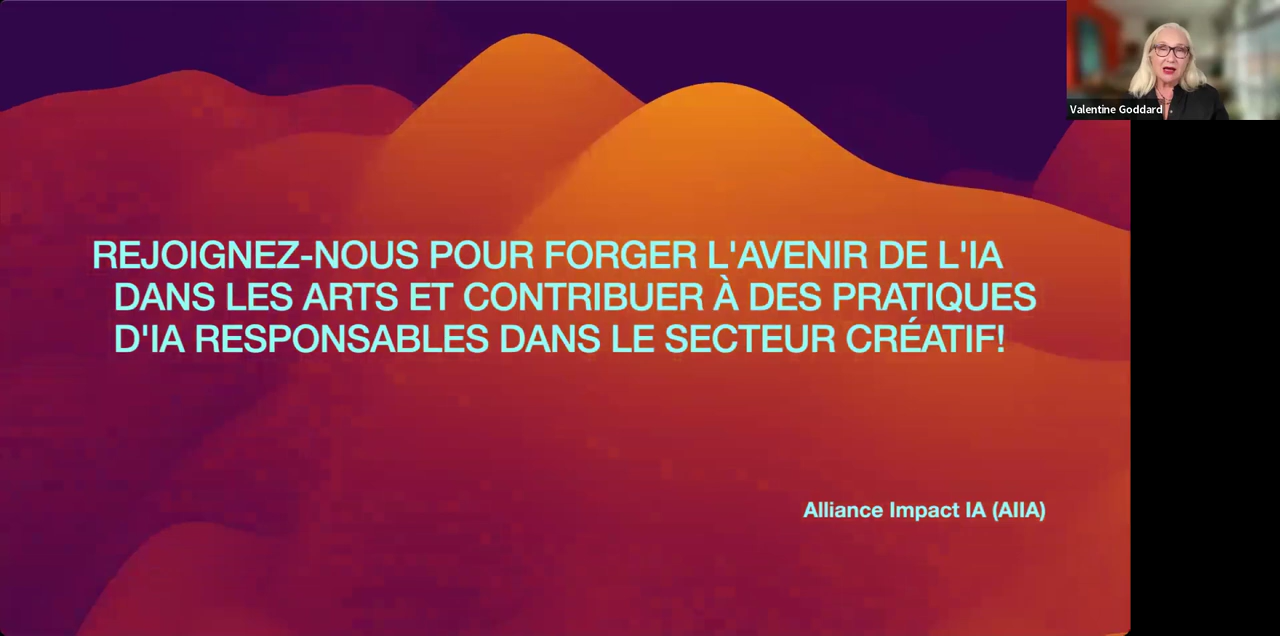 Valentine Goddard
REJOIGNEZ-NOUS POUR FORGER L'AVENIR DE L'IA
DANS LES ARTS ET CONTRIBUER À DES PRATIQUES
D'IA RESPONSABLES DANS LE SECTEUR CRÉATIF!
Alliance Impact IA (AIIA)